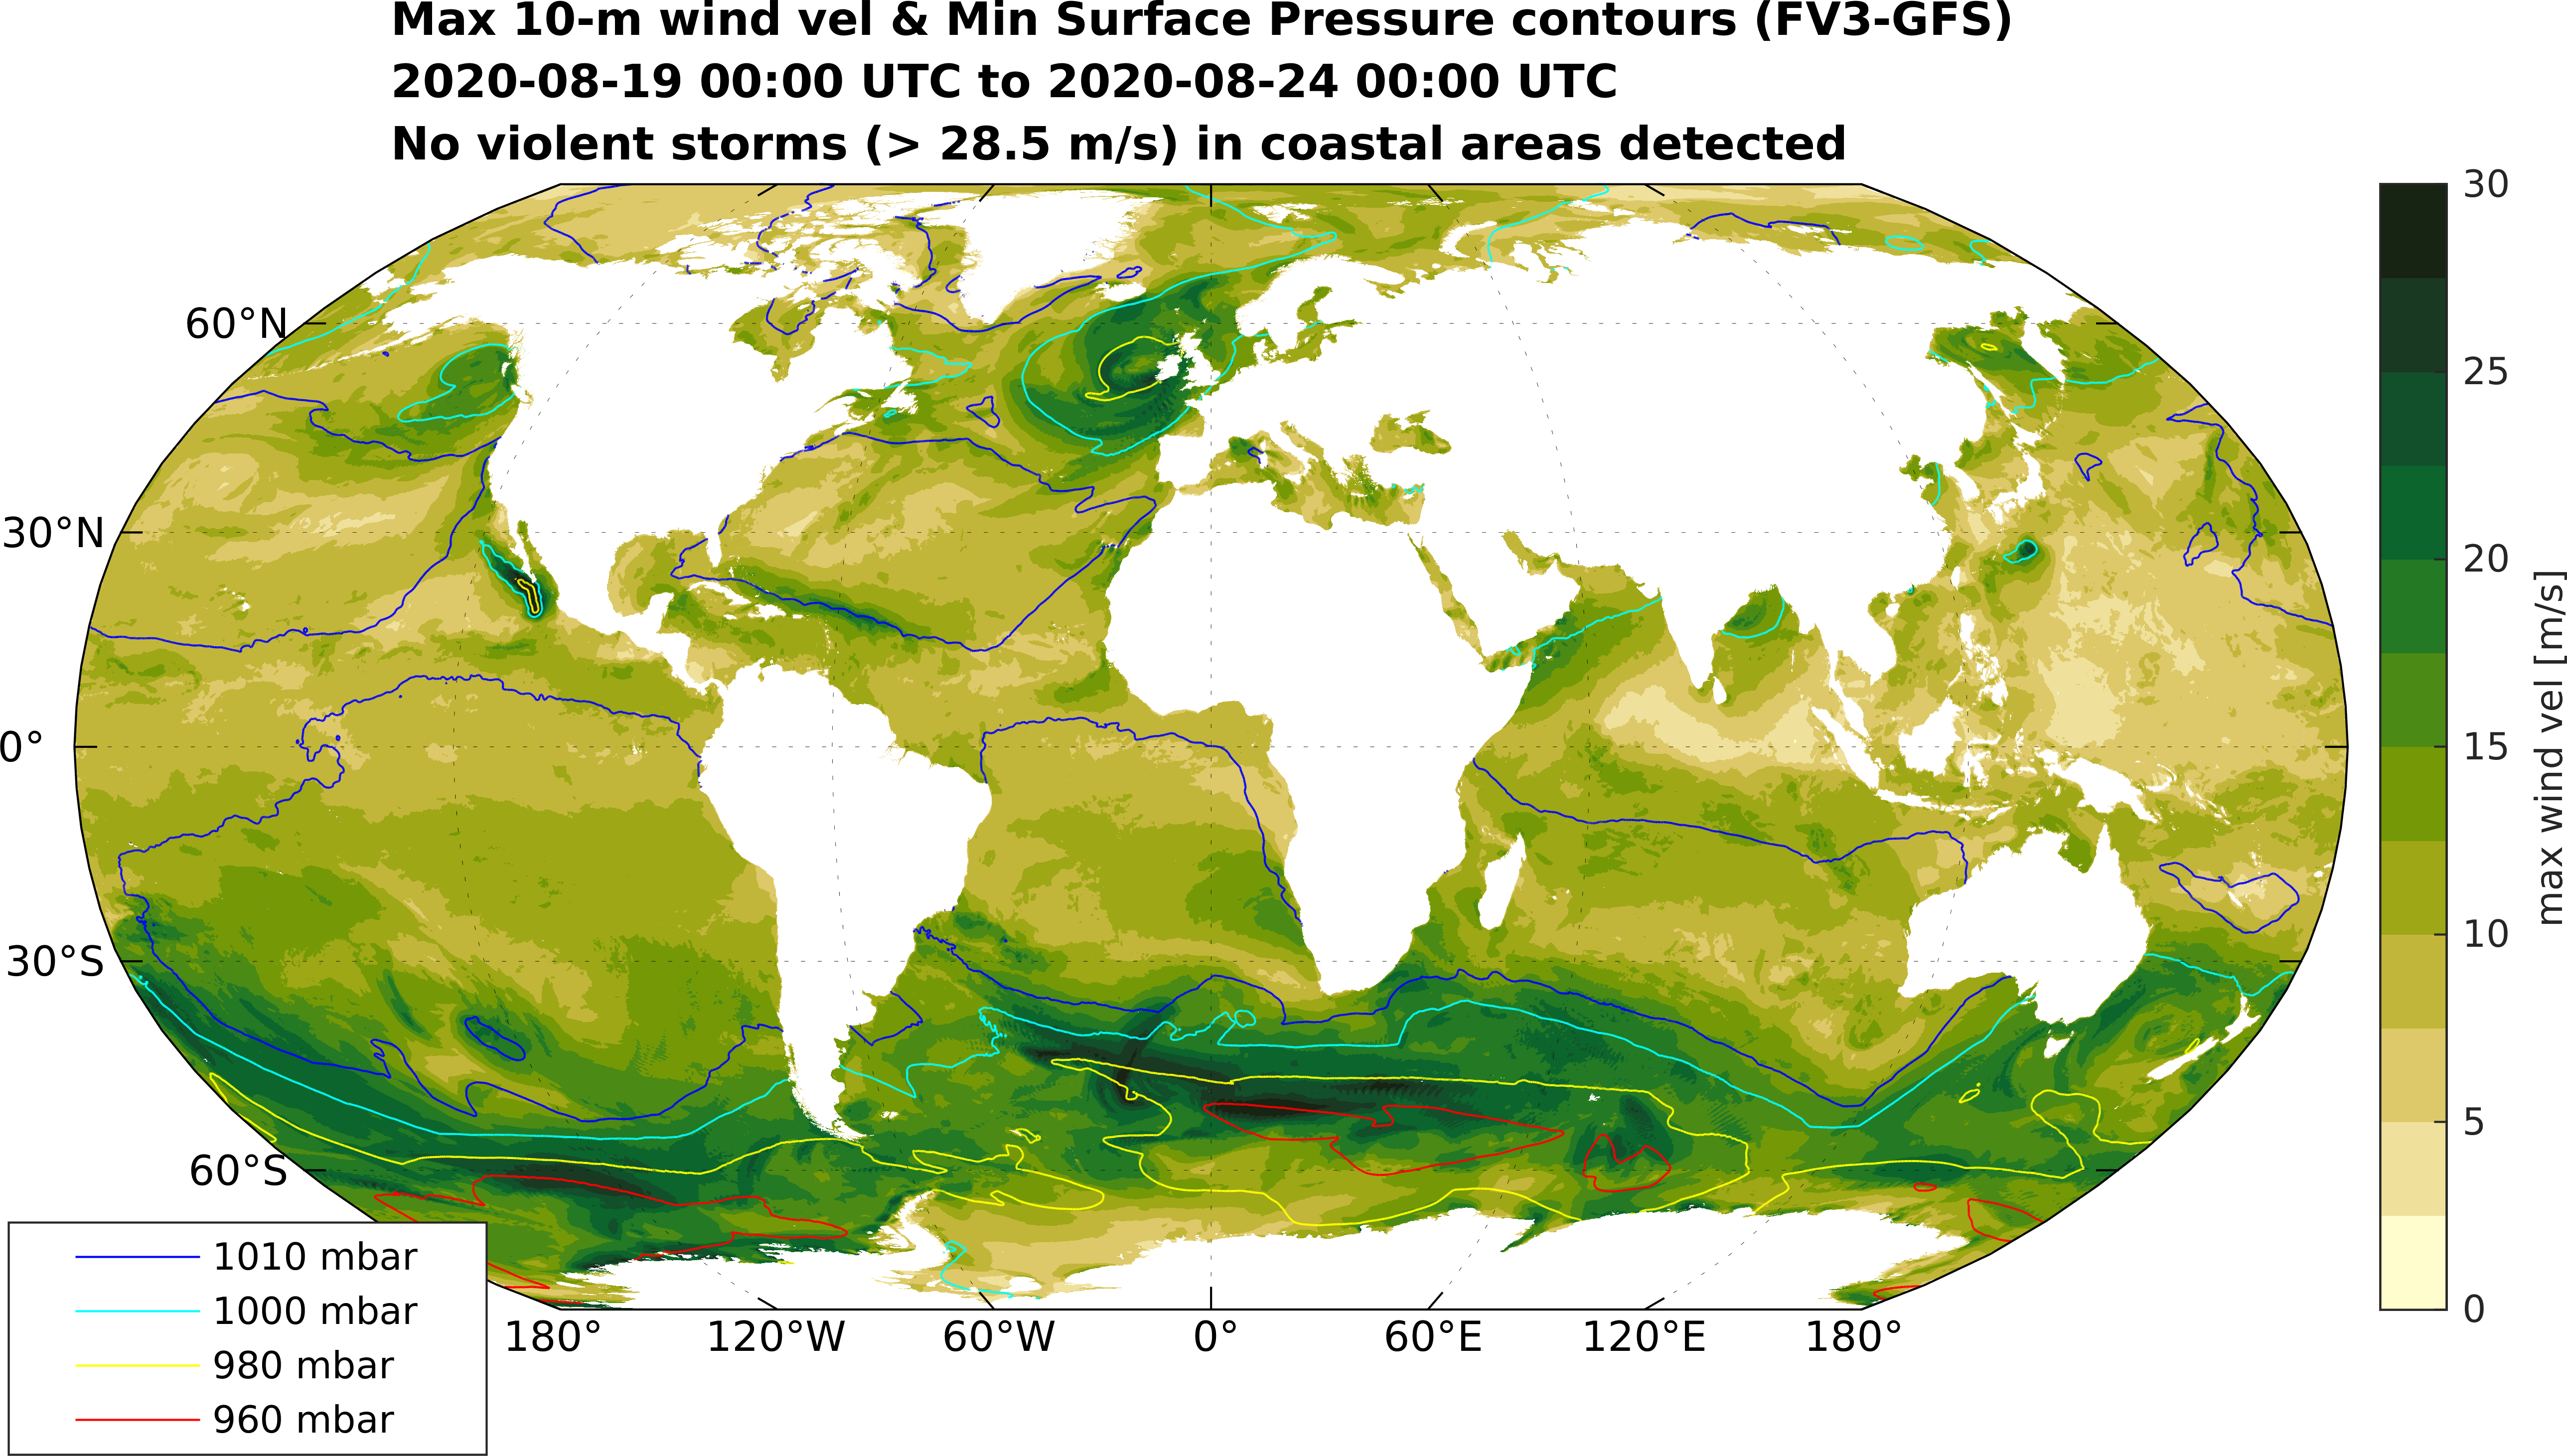 Max 10-m wind vel & Min Surface Pressure contours (FV3-GFS)
2020-08-19 00:00 UTC to 2020-08-24 00:00 UTC
No violent storms (> 28.5 m/s) in coastal areas detected
60°N
30°N
0°
30°S
60°S
180°
120°W
60°W
0°
60°E
120°E
180°
1010 mbar
1000 mbar
980 mbar
960 mbar
30
25
20
15
10
5
0
max wind vel [m/s]